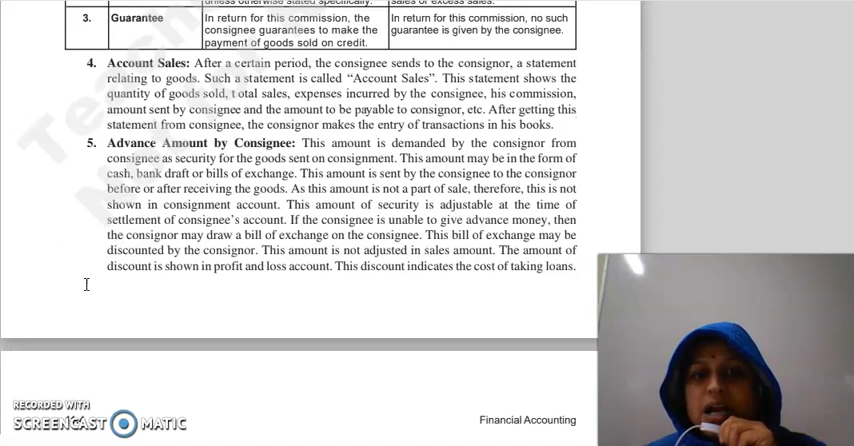 unless otherwise stated specifically.
sales or excess sales.
3. Guarantee In return for this commission, the In return for this commission, no such
consignee guarantees to make the guarantee is given by the consignee.
payment of goods sold on credit.
4. Account Sales: After a certain period, the consignee sends to the consignor, a statement
relating to goods. Such a statement is called “Account Sales”. This statement shows the
quantity of goods sold, t otal sales, expenses incurred by the consignee, his commission,
amount sent by consignee and the amount to be payable to consignor, etc. After getting this
statement from consignee, the consignor makes the entry of transactions in his books.
5. Advance Amount by Consignee: This amount is demanded by the consignor from
consignee as security for the goods sent on consignment. This amount may be in the form of
cash, bank draft or bills of exchange. This amount is sent by the consignee to the consignor
before or after receiving the goods. As this amount is not a part of sale, therefore, this is not
shown in consignment account. This amount of security is adjustable at the time of
settlement of consignee’s account. If the consignee is unable to give advance money, then
the consignor may draw a bill of exchange on the consignee. This bill of exchange may be
discounted by the consignor. This amount is not adjusted in sales amount. The amount of
discount is shown in profit and loss account. This discount indicates the cost of taking loans.
RECORDED WITH
SCREENCAST MATIC
Financial Accounting